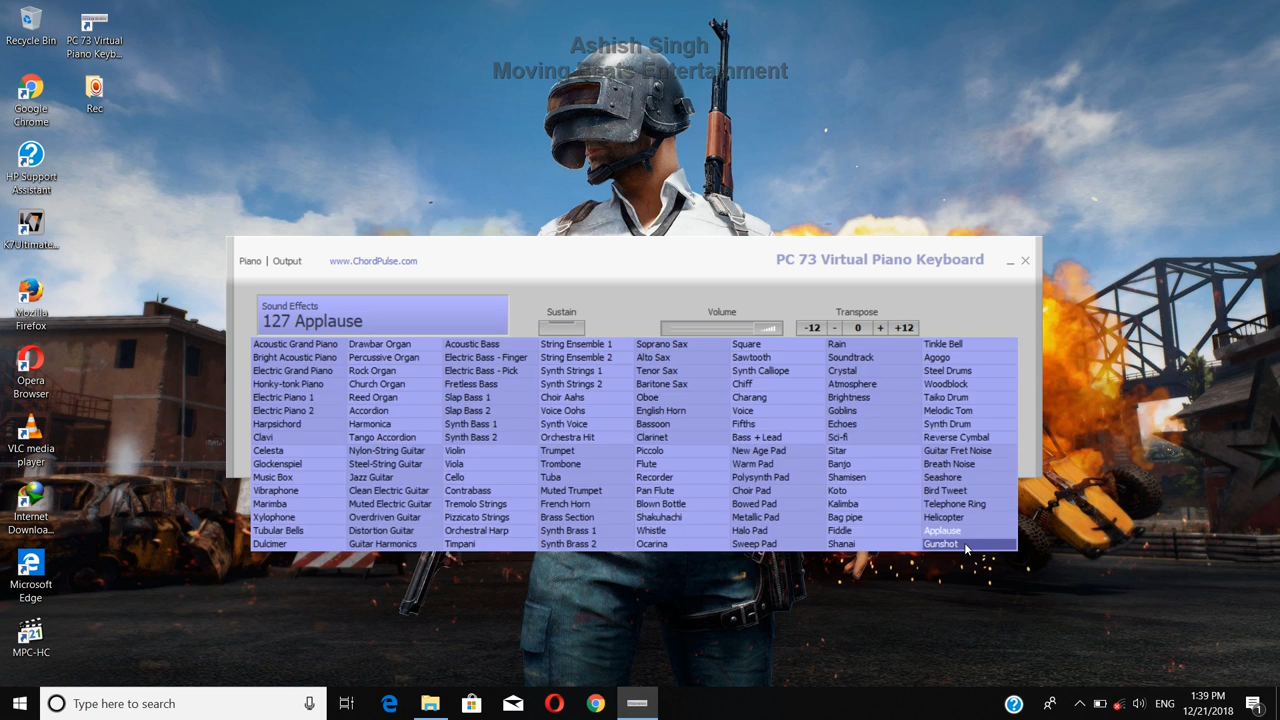 Recycle Bin
PC 73 Virtual
Piano Keyb...
Google
Chrome
Rec
HP Support
Assistant
K7
K7Ultimate...
Mozilla
Firefox
Opera
Browser
VLC media
player
Internet
Downloa...
Microsoft
Edge
21
MPC-HC
Ashish Singh
Moving Beats Entertainment
Piano | Output www.ChordPulse.com PC 73 Virtual Piano Keyboard
Sound Effects
127 Applause
Sustain Volume Transpose
-12 - 0 + +12
Acoustic Grand Piano Drawbar Organ Acoustic Bass String Ensemble 1 Soprano Sax Square Rain Tinkle Bell
Bright Acoustic Piano Percussive Organ Electric Bass - Finger String Ensemble 2 Alto Sax Sawtooth Soundtrack Agogo
Electric Grand Piano Rock Organ Electric Bass - Pick Synth Strings 1 Tenor Sax Synth Calliope Crystal Steel Drums
Honky-tonk Piano Church Organ Fretless Bass Synth Strings 2 Baritone Sax Chiff Atmosphere Woodblock
Electric Piano 1 Reed Organ Slap Bass 1 Choir Aahs Oboe Charang Brightness Taiko Drum
Electric Piano 2 Accordion Slap Bass 2 Voice Oohs English Horn Voice Goblins Melodic Tom
Harpsichord Harmonica Synth Bass 1 Synth Voice Bassoon Fifths Echoes Synth Drum
Clavi Tango Accordion Synth Bass 2 Orchestra Hit Clarinet Bass + Lead Sci-fi Reverse Cymbal
Celesta Nylon-String Guitar Violin Trumpet Piccolo New Age Pad Sitar Guitar Fret Noise
Glockenspiel Steel-String Guitar Viola Trombone Flute Warm Pad Banjo Breath Noise
Music Box Jazz Guitar Cello Tuba Recorder Polysynth Pad Shamisen Seashore
Vibraphone Clean Electric Guitar Contrabass Muted Trumpet Pan Flute Choir Pad Koto Bird Tweet
Marimba Muted Electric Guitar Tremolo Strings French Horn Blown Bottle Bowed Pad Kalimba Telephone Ring
Xylophone Overdriven Guitar Pizzicato Strings Brass Section Shakuhachi Metallic Pad Bag pipe Helicopter
Tubular Bells Distortion Guitar Orchestral Harp Synth Brass 1 Whistle Halo Pad Fiddle Applause
Dulcimer Guitar Harmonics Timpani Synth Brass 2 Ocarina Sweep Pad Shanai Gunshot
Type here to search
ENG
1:39 PM
12/21/2018
1